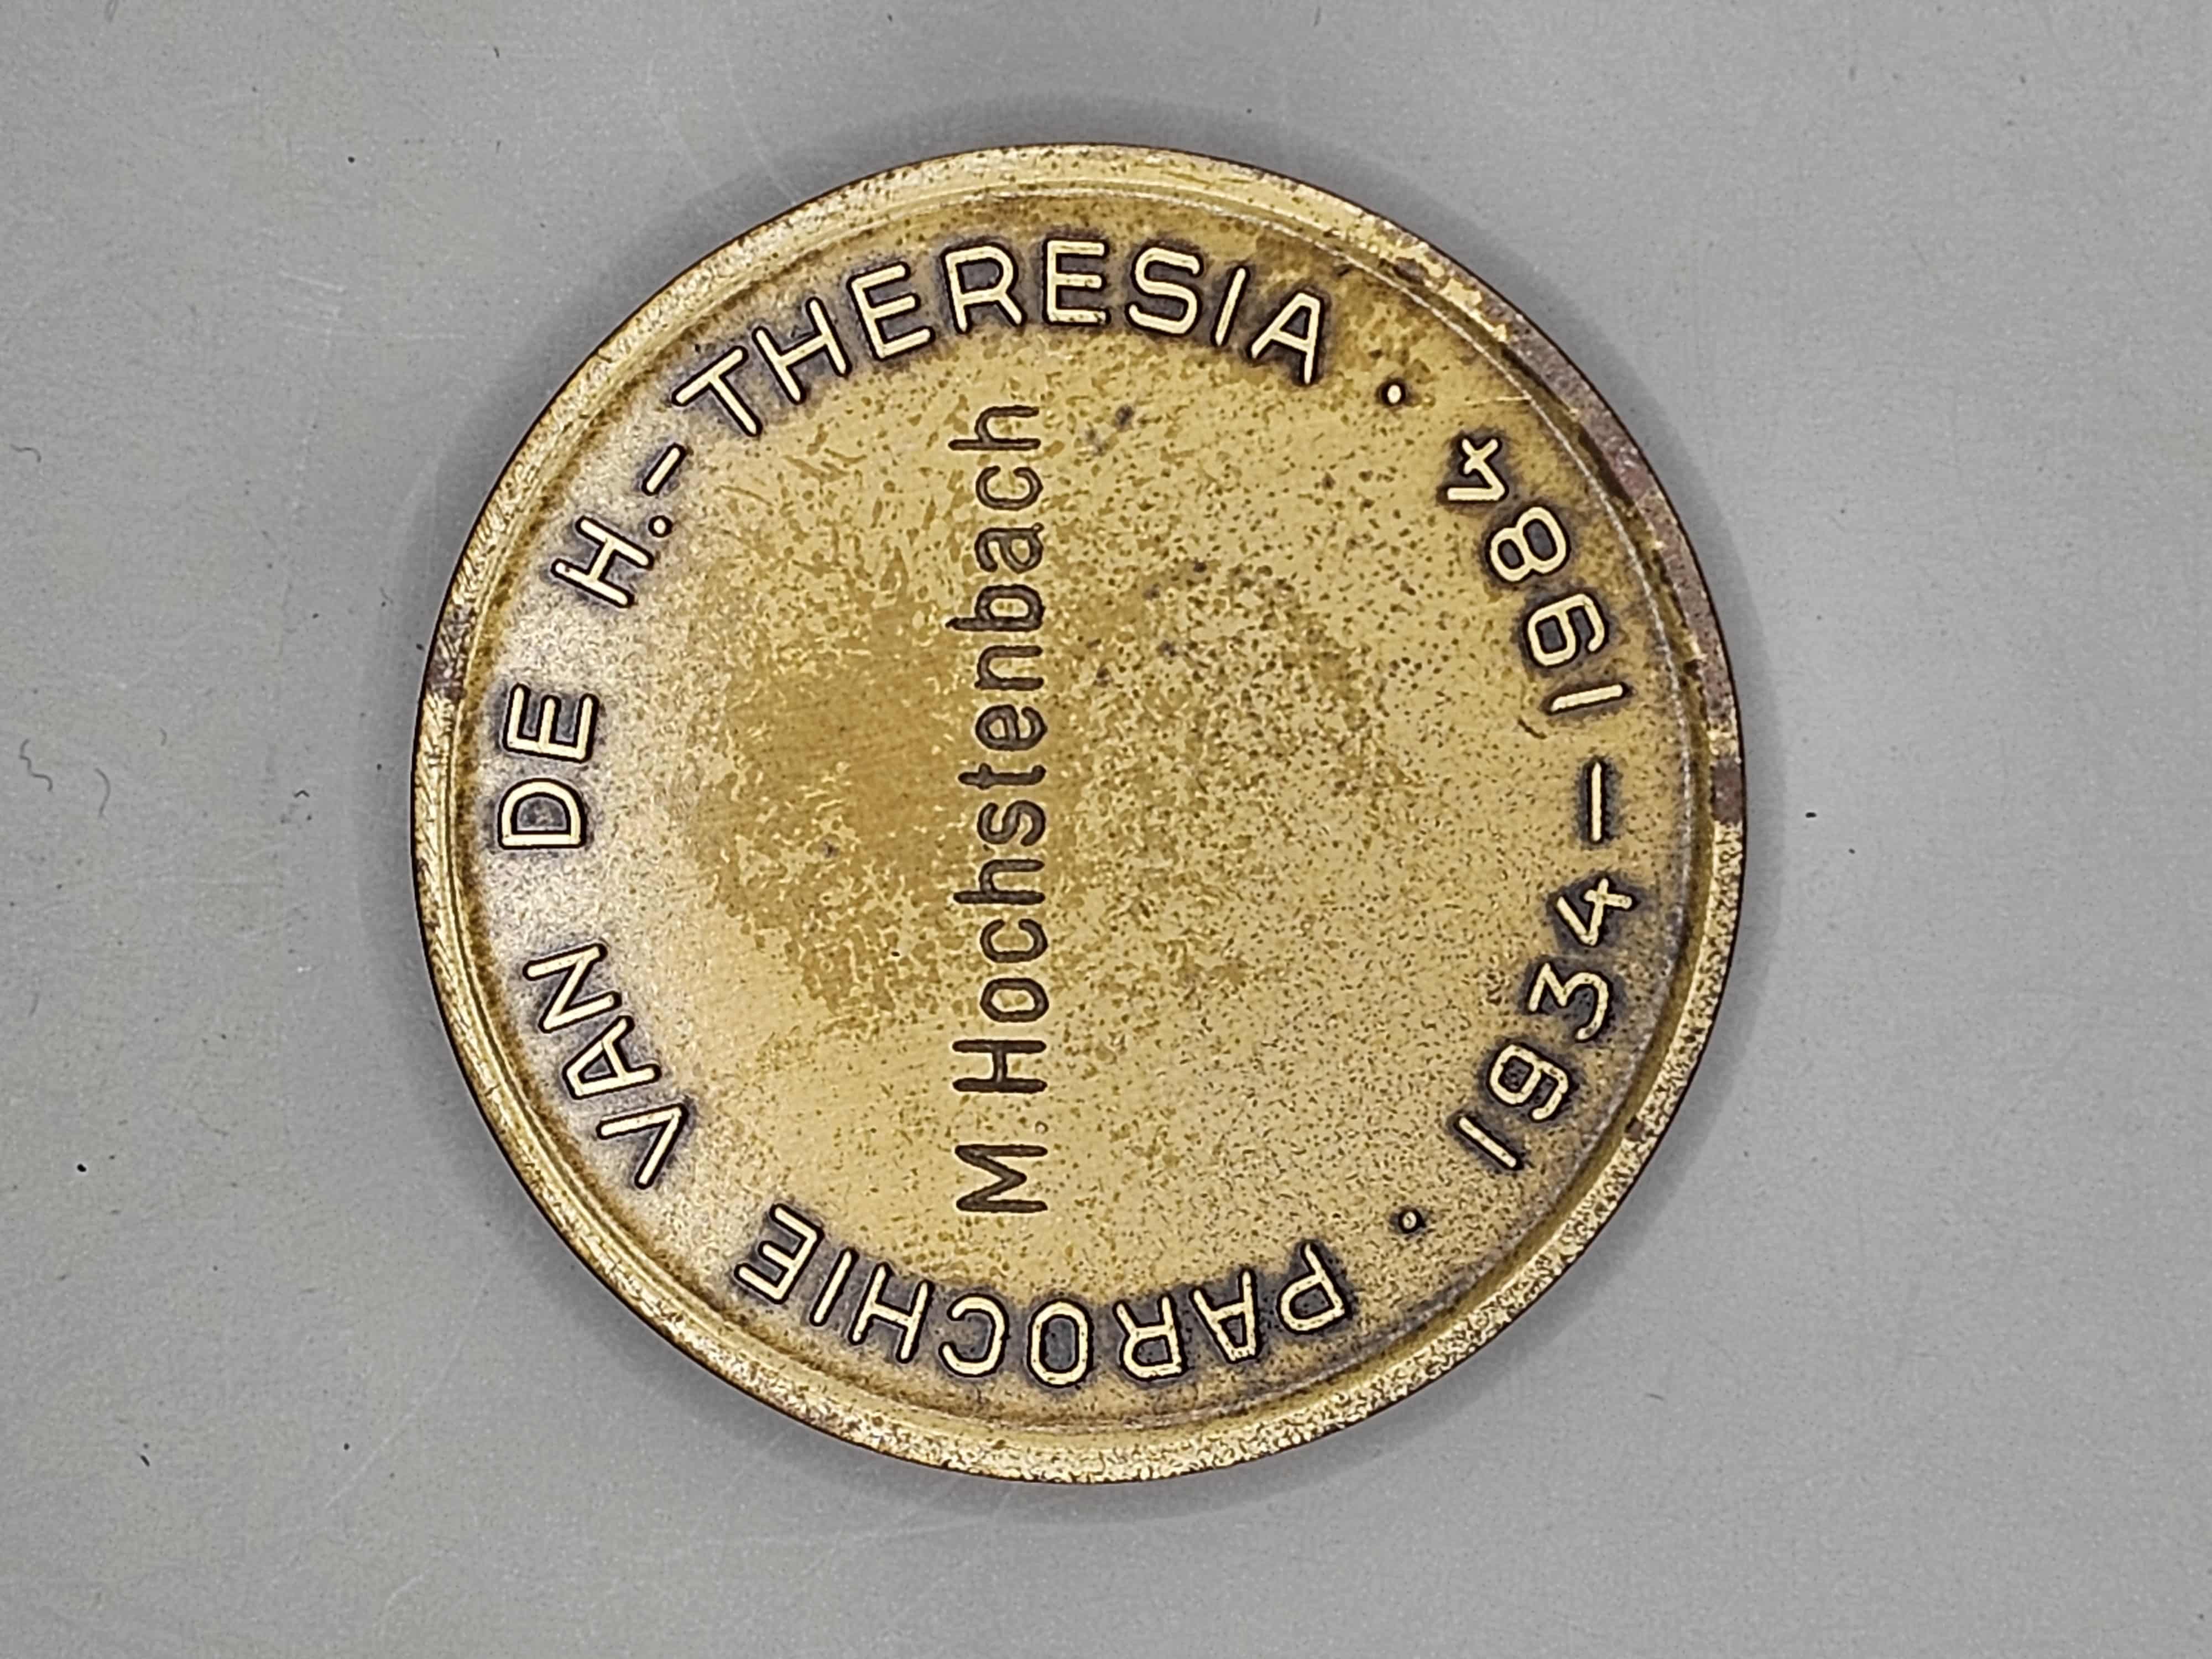 PAROCHIE VAN DE H.-THERESIA · 1934-1984 ·
M. Hochstenbach